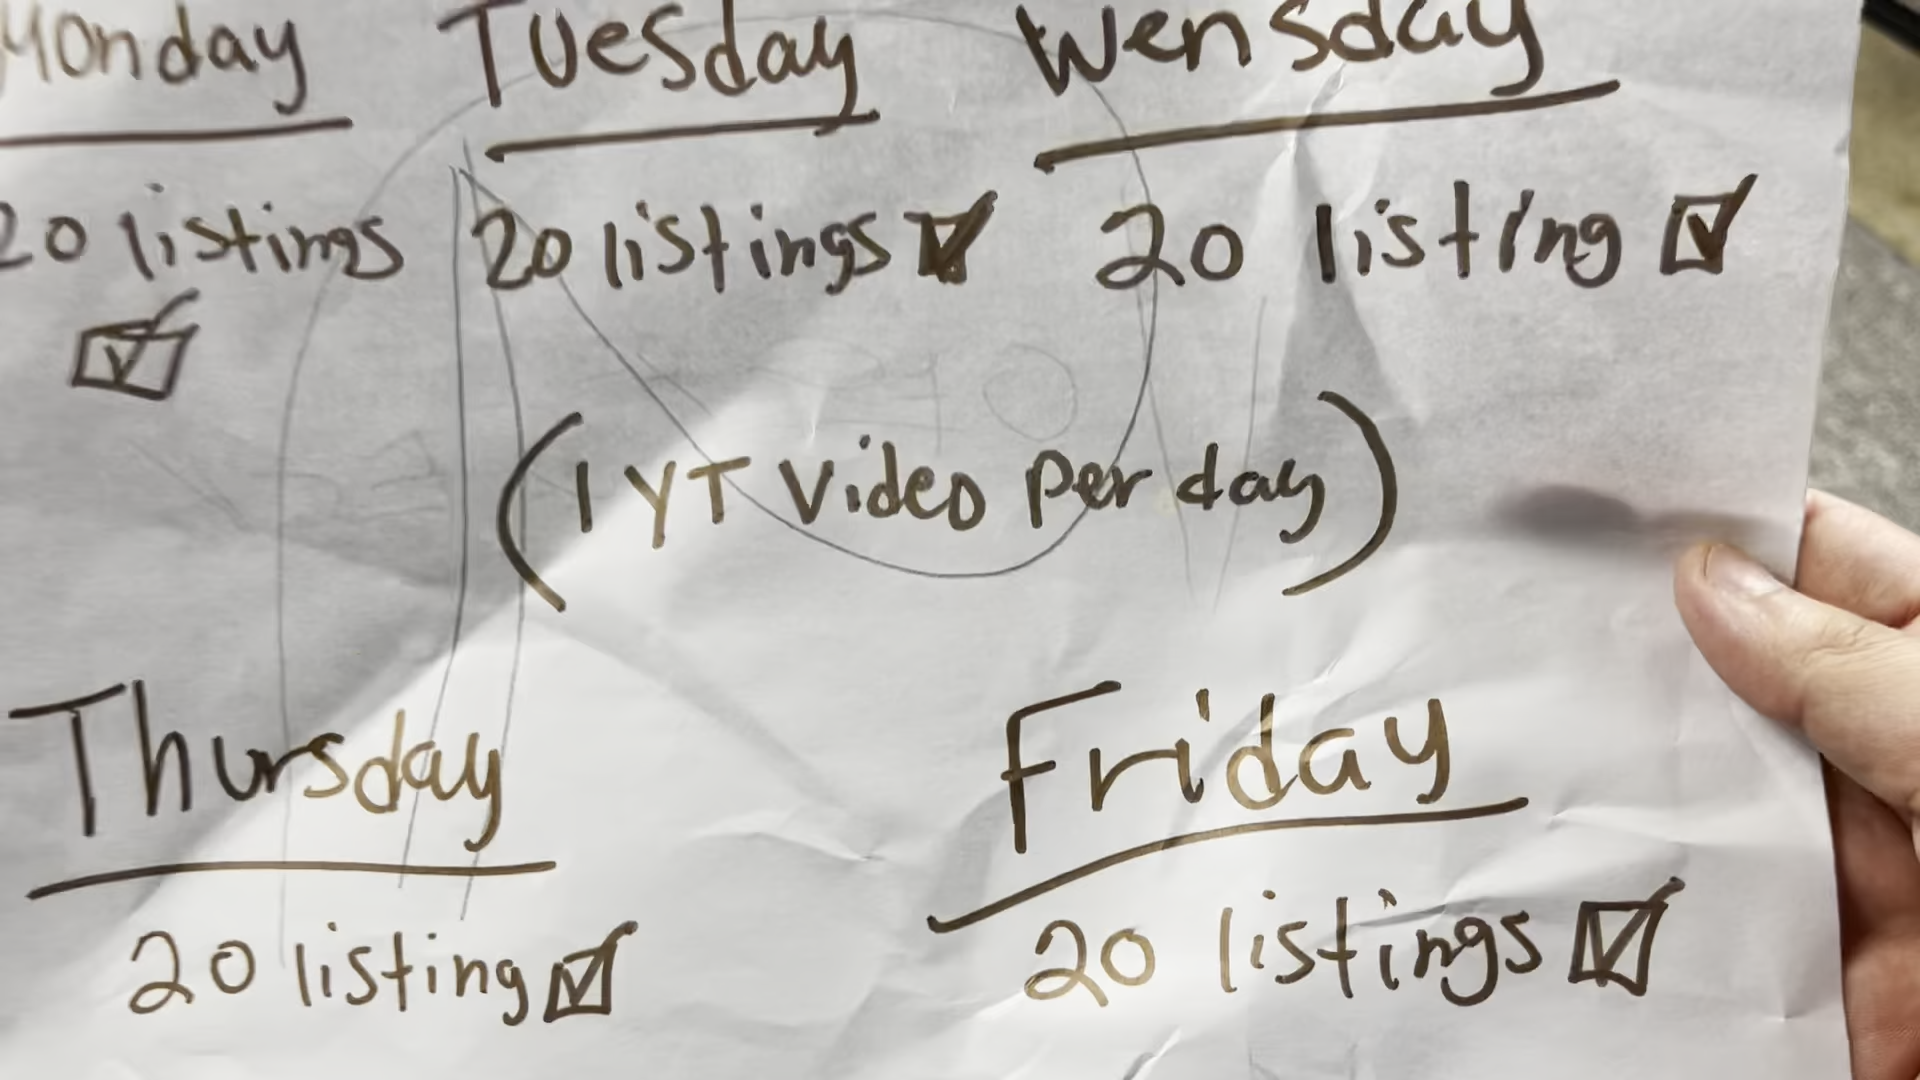 Monday Tuesday Wensday
20 listings 20 listings 20 listing
(1 YT Video Per day)
Thursday Friday
20 listing 20 listings